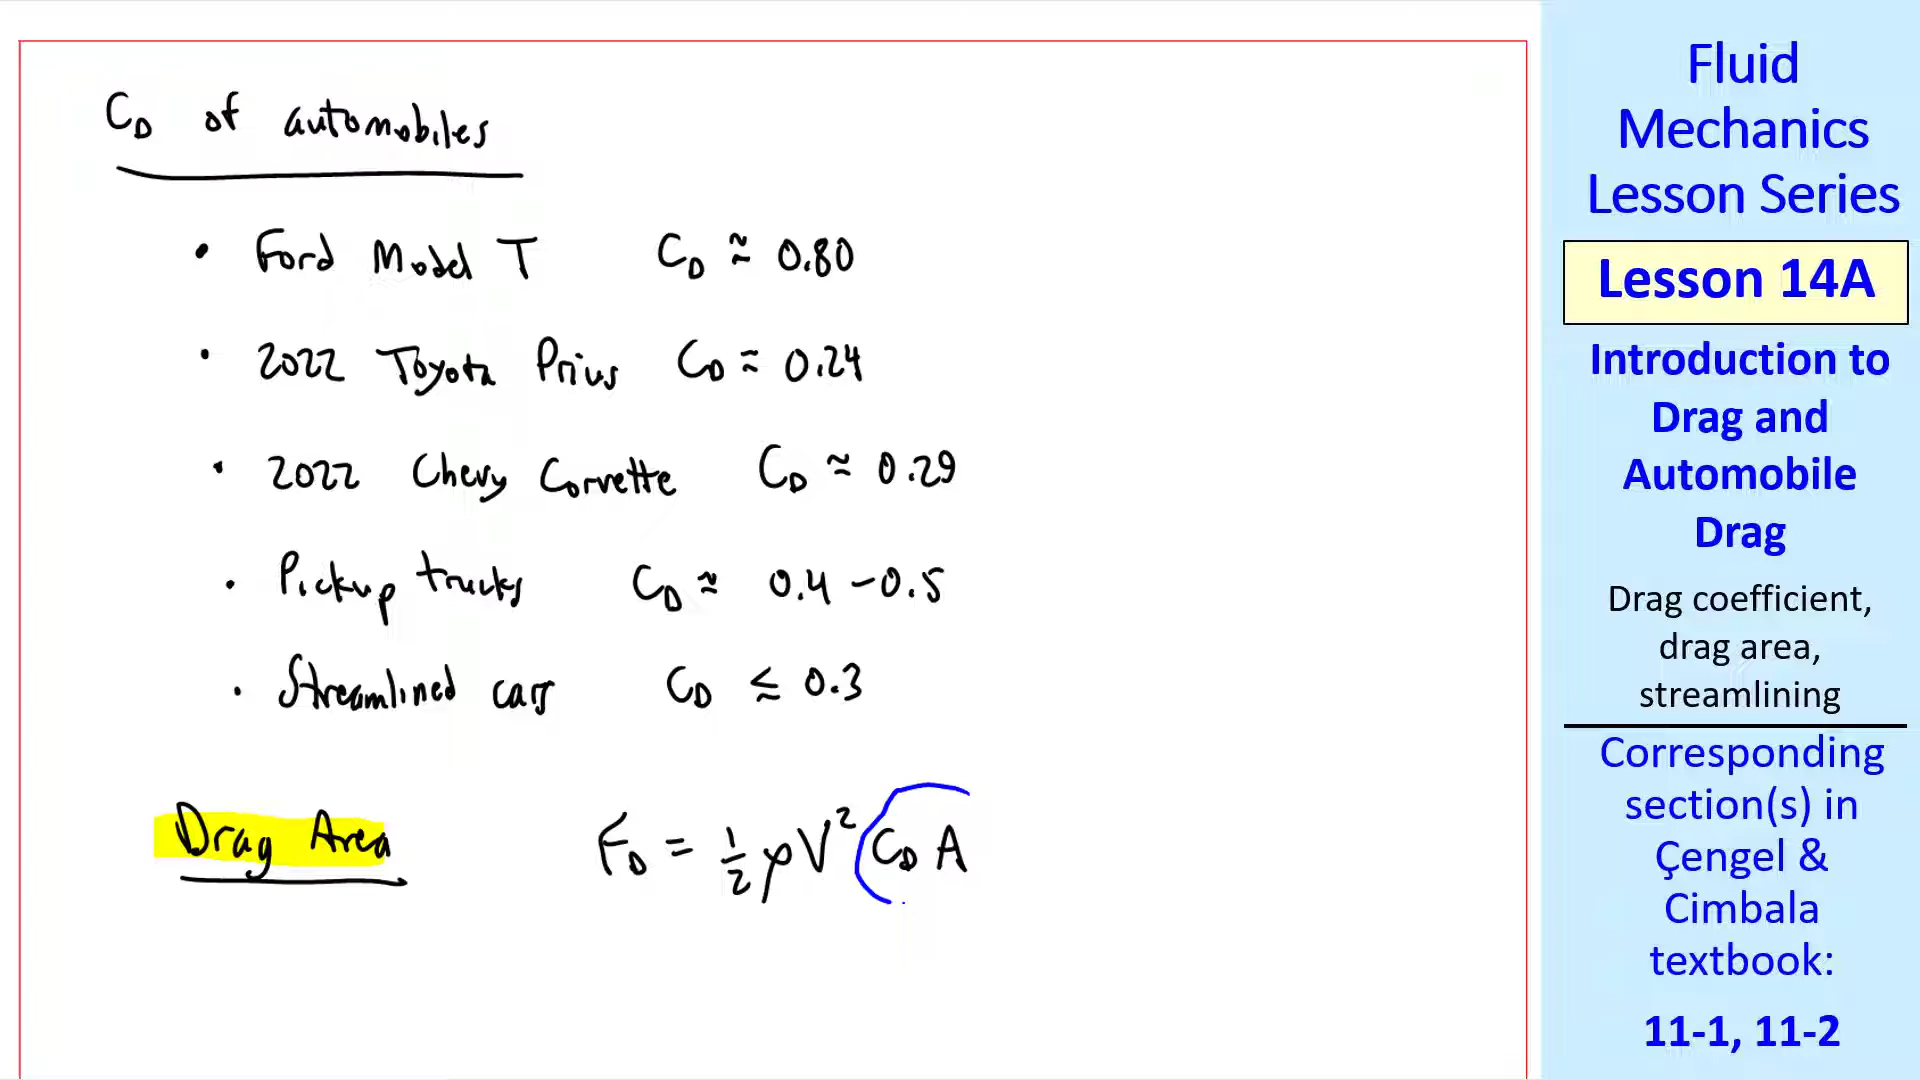 C_D of automobiles
• Ford Model T C_D ≈ 0.80
• 2022 Toyota Prius C_D ≈ 0.24
• 2022 Chevy Corvette C_D ≈ 0.29
• Pickup trucks C_D ≈ 0.4 – 0.5
• Streamlined cars C_D ⪅ 0.3
Drag Area F_D = 1/2 ρV² C_D A
Fluid
Mechanics
Lesson Series
Lesson 14A
Introduction to
Drag and
Automobile
Drag
Drag coefficient,
drag area,
streamlining
Corresponding
section(s) in
Çengel &
Cimbala
textbook:
11-1, 11-2